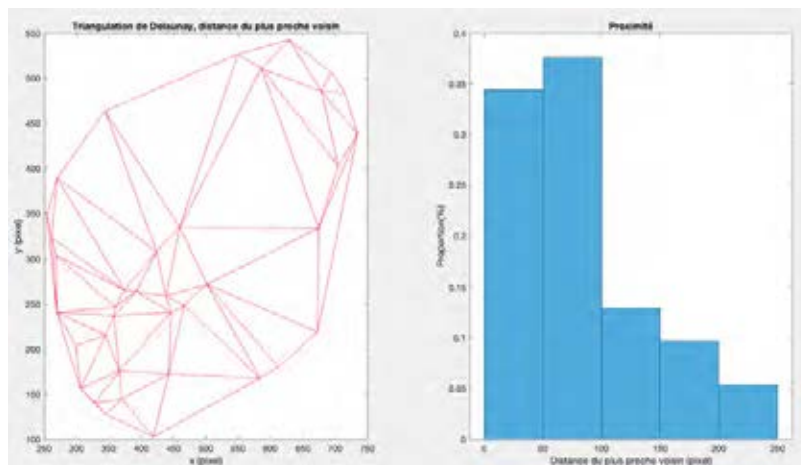 Triangulation de Delaunay, distance du plus proche voisin
550
500
450
400
350
300
250
200
150
100
y (pixel)
250 300 350 400 450 500 550 600 650 700 750
x (pixel)
Proximité
0.4
0.35
0.3
0.25
0.2
0.15
0.1
0.05
0
Proportion(%)
0 50 100 150 200 250
Distance du plus proche voisin (pixel)